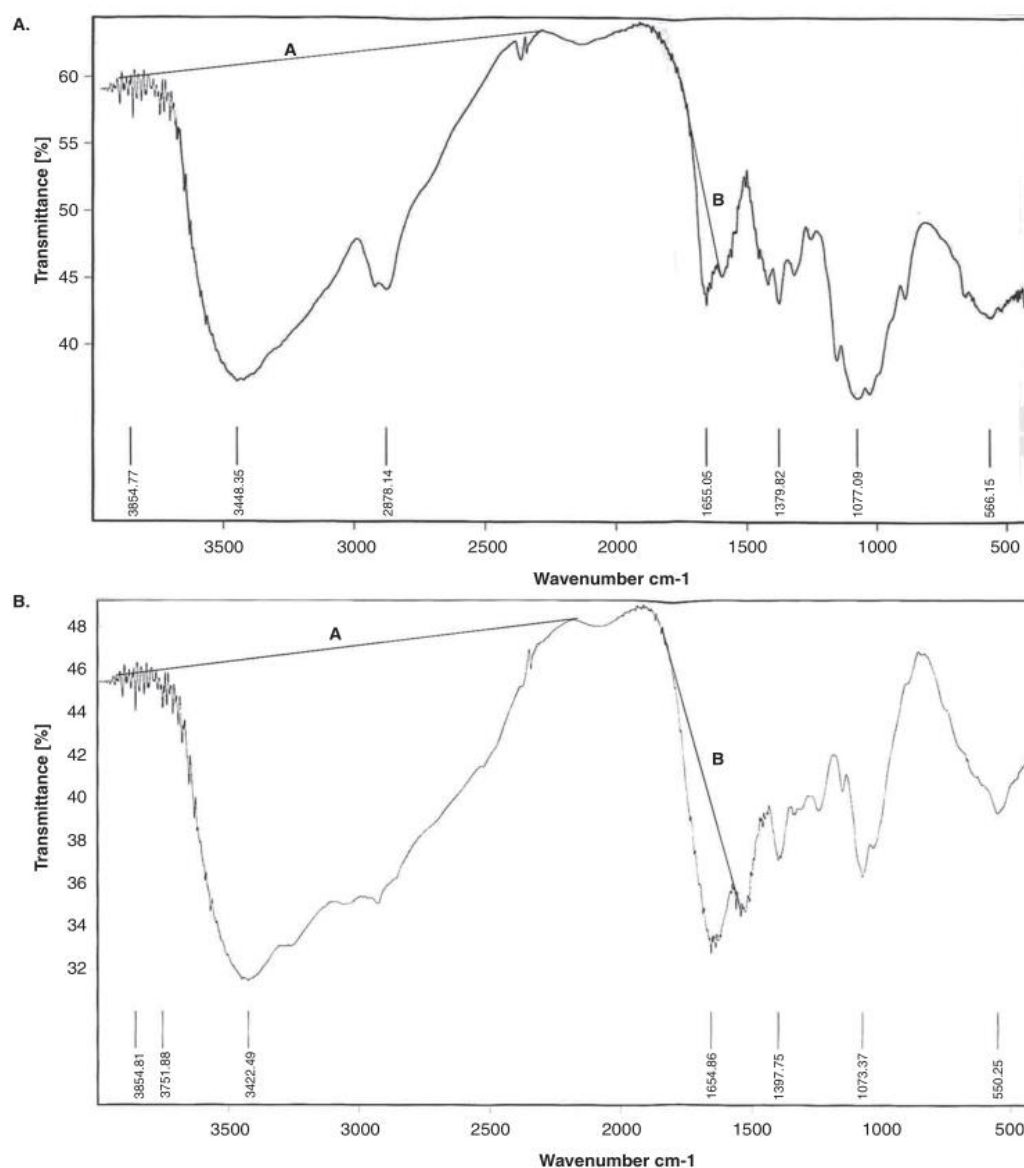 A.
A
B
Transmittance [%]
60
55
50
45
40
3854.77
3448.35
2878.14
1655.05
1379.82
1077.09
566.15
3500 3000 2500 2000 1500 1000 500
Wavenumber cm-1
B.
A
B
Transmittance [%]
48
46
44
42
40
38
36
34
32
3854.81
3751.88
3422.49
1654.86
1397.75
1073.37
550.25
3500 3000 2500 2000 1500 1000 500
Wavenumber cm-1